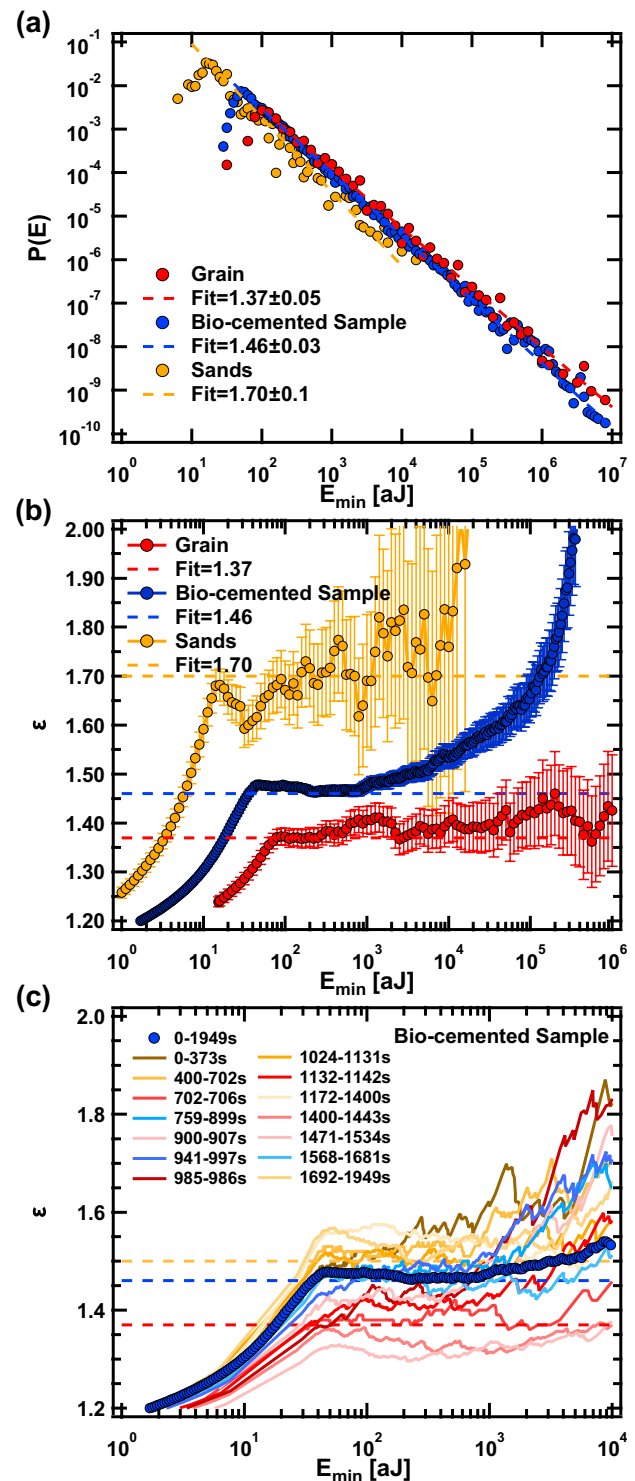 (a)
10^-1
10^-2
10^-3
10^-4
10^-5
10^-6
10^-7
10^-8
10^-9
10^-10
P(E)
Grain
Fit=1.37±0.05
Bio-cemented Sample
Fit=1.46±0.03
Sands
Fit=1.70±0.1
10^0 10^1 10^2 10^3 10^4 10^5 10^6 10^7
E_min [aJ]
(b)
2.00
1.90
1.80
1.70
1.60
1.50
1.40
1.30
1.20
ε
Grain
Fit=1.37
Bio-cemented Sample
Fit=1.46
Sands
Fit=1.70
10^0 10^1 10^2 10^3 10^4 10^5 10^6
E_min [aJ]
(c)
2.0
1.8
1.6
1.4
1.2
ε
Bio-cemented Sample
0-1949s
0-373s
400-702s
702-706s
759-899s
900-907s
941-997s
985-986s
1024-1131s
1132-1142s
1172-1400s
1400-1443s
1471-1534s
1568-1681s
1692-1949s
10^0 10^1 10^2 10^3 10^4
E_min [aJ]